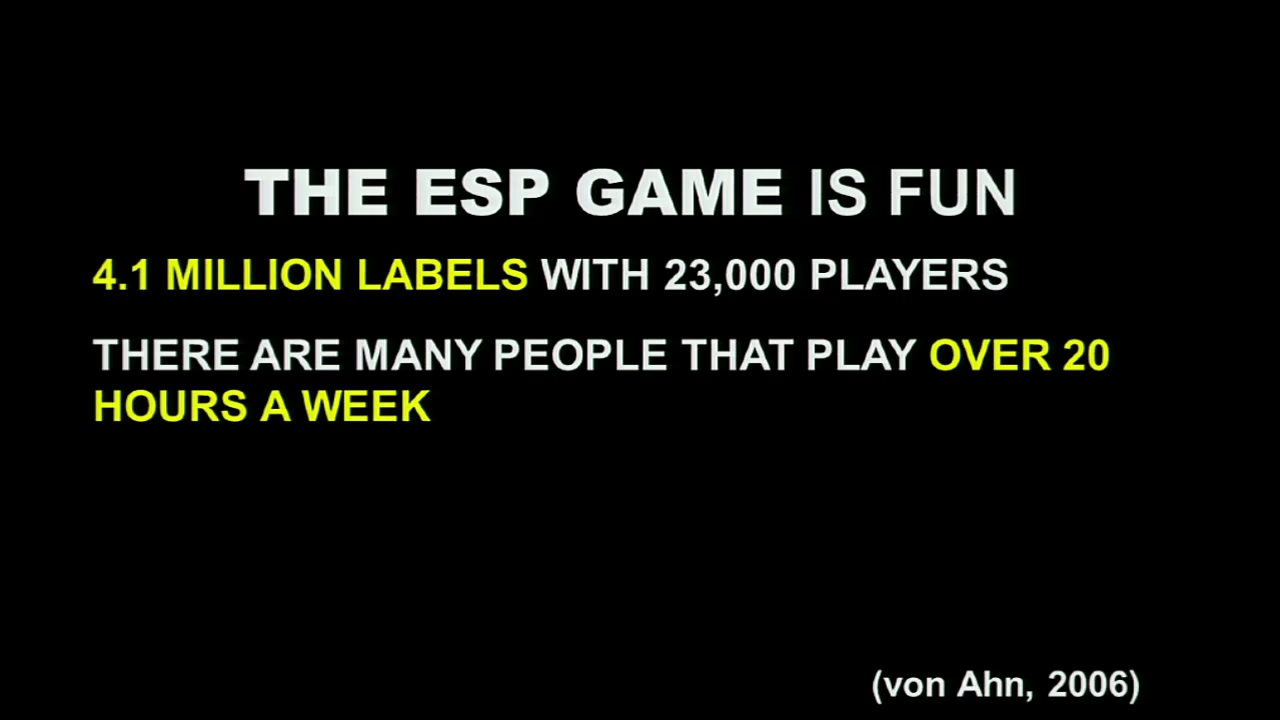 THE ESP GAME IS FUN
4.1 MILLION LABELS WITH 23,000 PLAYERS
THERE ARE MANY PEOPLE THAT PLAY OVER 20
HOURS A WEEK
(von Ahn, 2006)